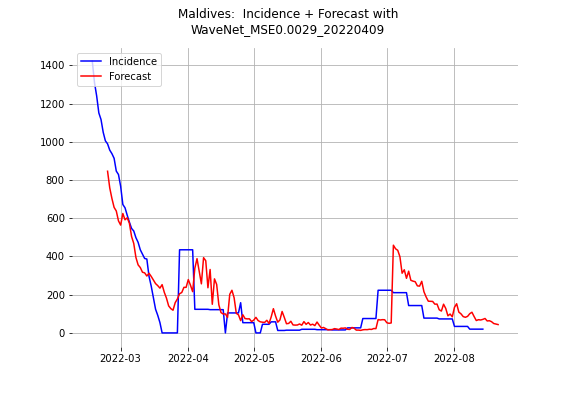 Maldives:  Incidence + Forecast with
WaveNet_MSE0.0029_20220409
Incidence
Forecast
1400
1200
1000
800
600
400
200
0
2022-03 2022-04 2022-05 2022-06 2022-07 2022-08